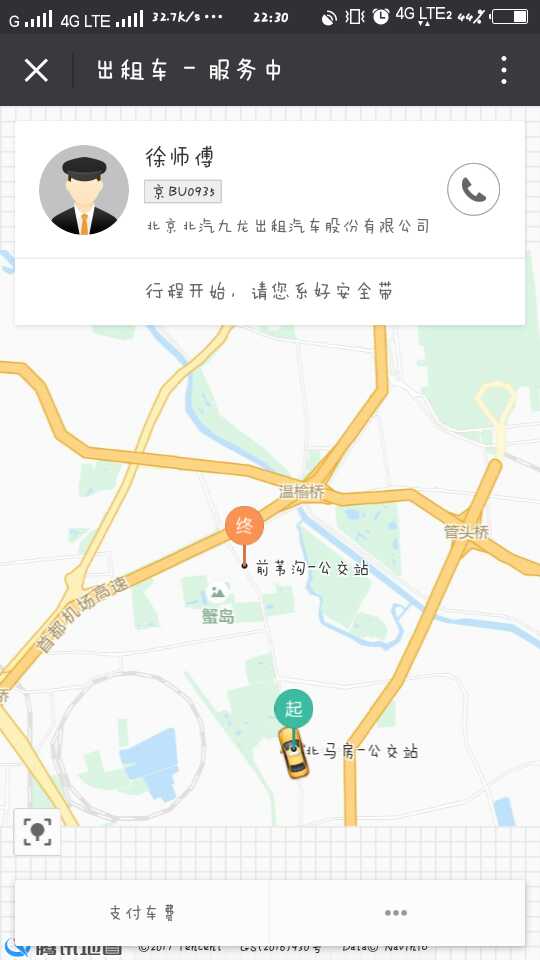 G 4G LTE 32.7k/s 22:30 4G LTE2 44%
出租车 - 服务中
徐师傅
京BU0935
北京北汽九龙出租汽车股份有限公司
行程开始，请您系好安全带
温榆桥
终
管头桥
前苇沟-公交站
首都机场高速
蟹岛
桥
起
北马房-公交站
支付车费
腾讯地图 ©2017 Tencent GS(2016)930号 Data© NavInfo